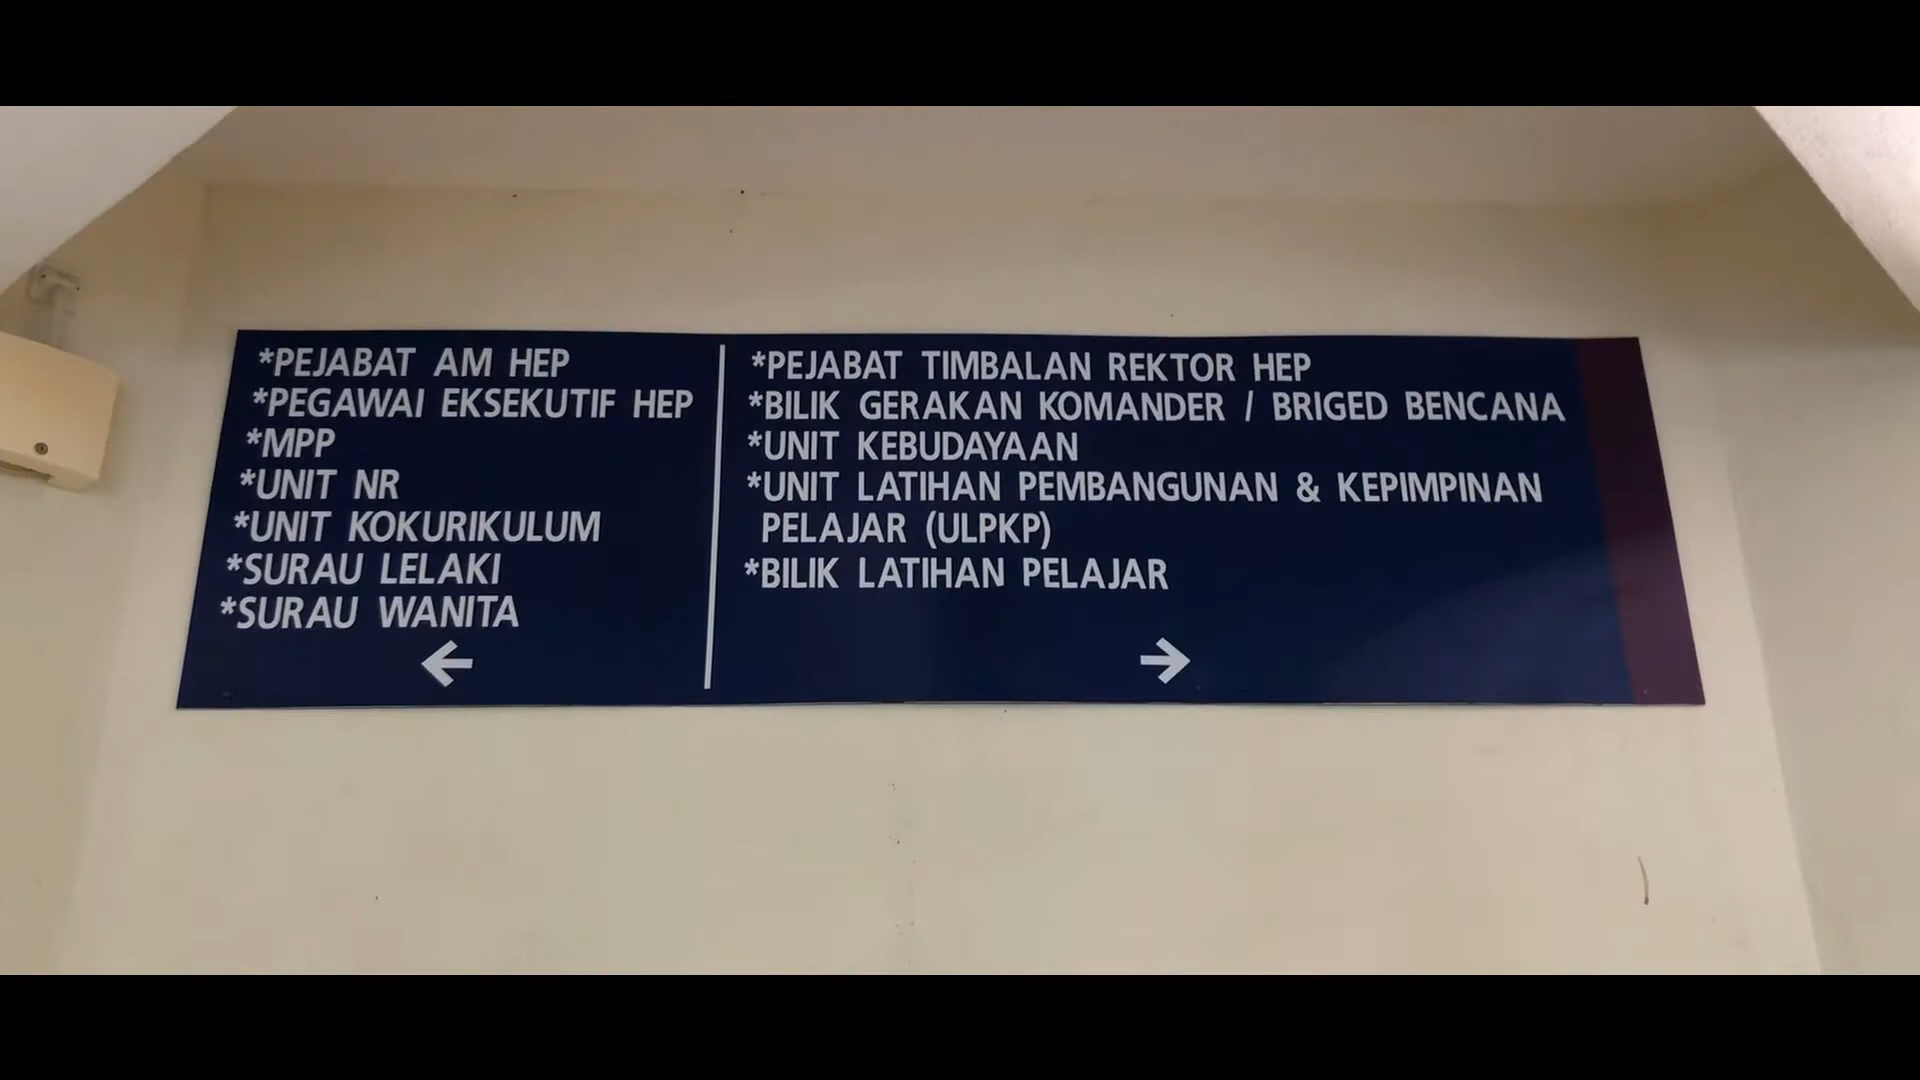 *PEJABAT AM HEP
*PEGAWAI EKSEKUTIF HEP
*MPP
*UNIT NR
*UNIT KOKURIKULUM
*SURAU LELAKI
*SURAU WANITA
←
*PEJABAT TIMBALAN REKTOR HEP
*BILIK GERAKAN KOMANDER / BRIGED BENCANA
*UNIT KEBUDAYAAN
*UNIT LATIHAN PEMBANGUNAN & KEPIMPINAN
PELAJAR (ULPKP)
*BILIK LATIHAN PELAJAR
→